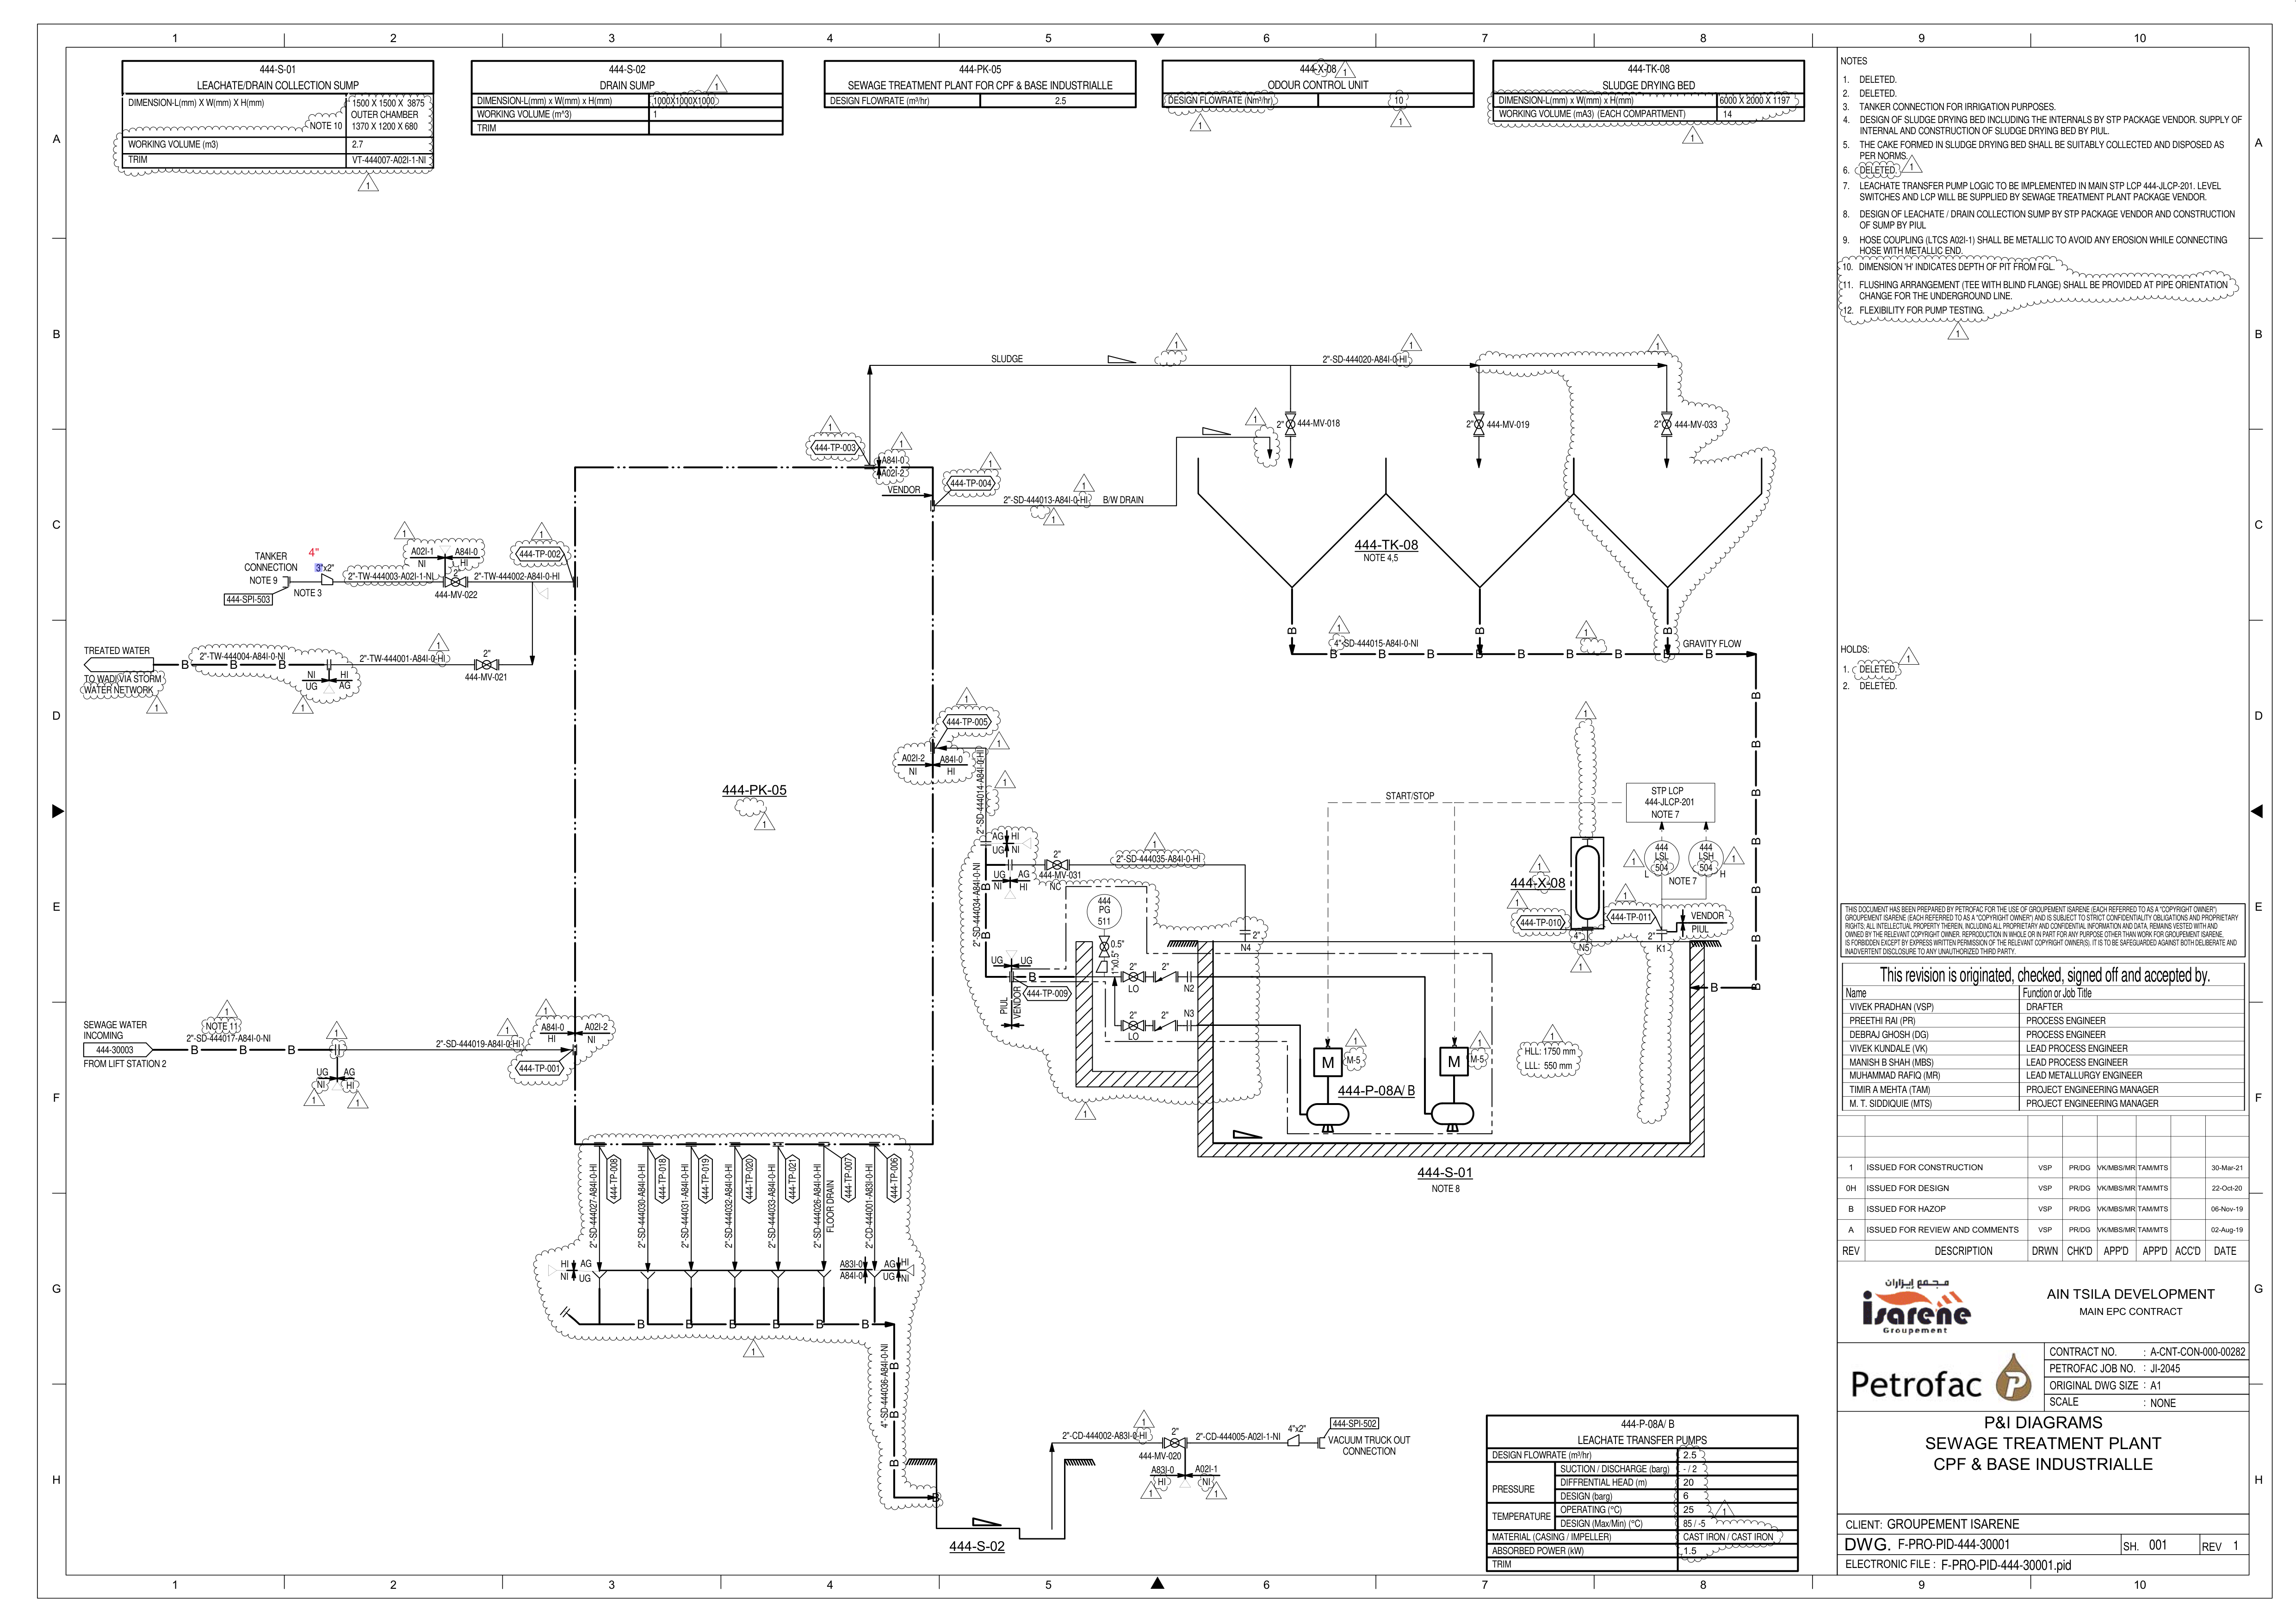 1 2 3 4 5 6 7 8 9 10
444-S-01
LEACHATE/DRAIN COLLECTION SUMP
DIMENSION-L(mm) X W(mm) X H(mm)
1500 X 1500 X 3875
OUTER CHAMBER
NOTE 10
1370 X 1200 X 680
WORKING VOLUME (m3) 2.7
TRIM VT-444007-A02I-1-NI
1
444-S-02
DRAIN SUMP
1
DIMENSION-L(mm) x W(mm) x H(mm) 1000X1000X1000
WORKING VOLUME (m^3) 1
TRIM
444-PK-05
SEWAGE TREATMENT PLANT FOR CPF & BASE INDUSTRIALLE
DESIGN FLOWRATE (m³/hr) 2.5
444-X-08
1
ODOUR CONTROL UNIT
DESIGN FLOWRATE (Nm³/hr) 10
1
1
444-TK-08
SLUDGE DRYING BED
DIMENSION-L(mm) x W(mm) x H(mm) 6000 X 2000 X 1197
WORKING VOLUME (mA3) (EACH COMPARTMENT) 14
1
NOTES
1. DELETED.
2. DELETED.
3. TANKER CONNECTION FOR IRRIGATION PURPOSES.
4. DESIGN OF SLUDGE DRYING BED INCLUDING THE INTERNALS BY STP PACKAGE VENDOR. SUPPLY OF
INTERNAL AND CONSTRUCTION OF SLUDGE DRYING BED BY PIUL.
5. THE CAKE FORMED IN SLUDGE DRYING BED SHALL BE SUITABLY COLLECTED AND DISPOSED AS
PER NORMS.
6. DELETED.
1
7. LEACHATE TRANSFER PUMP LOGIC TO BE IMPLEMENTED IN MAIN STP LCP 444-JLCP-201. LEVEL
SWITCHES AND LCP WILL BE SUPPLIED BY SEWAGE TREATMENT PLANT PACKAGE VENDOR.
8. DESIGN OF LEACHATE / DRAIN COLLECTION SUMP BY STP PACKAGE VENDOR AND CONSTRUCTION
OF SUMP BY PIUL
9. HOSE COUPLING (LTCS A02I-1) SHALL BE METALLIC TO AVOID ANY EROSION WHILE CONNECTING
HOSE WITH METALLIC END.
10. DIMENSION 'H' INDICATES DEPTH OF PIT FROM FGL.
11. FLUSHING ARRANGEMENT (TEE WITH BLIND FLANGE) SHALL BE PROVIDED AT PIPE ORIENTATION
CHANGE FOR THE UNDERGROUND LINE.
12. FLEXIBILITY FOR PUMP TESTING.
1
HOLDS:
1. DELETED.
1
2. DELETED.
A
B
C
D
E
F
G
H
SLUDGE
2"-SD-444020-A84I-0-HI
2" 444-MV-018
2" 444-MV-019
2" 444-MV-033
444-TP-003
A84I-0
A02I-2
VENDOR
444-TP-004
2"-SD-444013-A84I-0-HI B/W DRAIN
444-TK-08
NOTE 4,5
TANKER
CONNECTION
4"
3"x2"
NOTE 9
NOTE 3
444-SPI-503
2"-TW-444003-A02I-1-NI
A02I-1 A84I-0
NI HI
2"
444-MV-022
2"-TW-444002-A84I-0-HI
444-TP-002
TREATED WATER
TO WADI VIA STORM
WATER NETWORK
2"-TW-444004-A84I-0-NI
B B B
NI HI
UG AG
2"-TW-444001-A84I-0-HI
2"
444-MV-021
4"-SD-444015-A84I-0-NI
GRAVITY FLOW
444-TP-005
A02I-2 A84I-0
NI HI
444-PK-05
1
2"-SD-444014-A84I-0-HI
AG HI
UG NI
2"-SD-444034-A84I-0-NI
UG AG
NI HI
2"
444-MV-031
NC
2"-SD-444035-A84I-0-HI
444
PG
511
0.5"
1"x0.5"
UG UG
444-TP-009
PIUL
VENDOR
2" 2"
LO
N2
2" 2"
LO
N3
2"
N4
START/STOP
STP LCP
444-JLCP-201
NOTE 7
444
LSL
504
L
444
LSH
504
H
NOTE 7
444-X-08
444-TP-010
444-TP-011
VENDOR
PIUL
4"
N5
2"
K1
M
M-5
M
M-5
HLL: 1750 mm
LLL: 550 mm
444-P-08A/ B
444-S-01
NOTE 8
SEWAGE WATER
INCOMING
444-30003
FROM LIFT STATION 2
NOTE 11
2"-SD-444017-A84I-0-NI
B B B
UG AG
NI HI
2"-SD-444019-A84I-0-HI
A84I-0 A02I-2
HI NI
444-TP-001
2"-SD-444027-A84I-0-HI
444-TP-008
2"-SD-444030-A84I-0-HI
444-TP-018
2"-SD-444031-A84I-0-HI
444-TP-019
2"-SD-444032-A84I-0-HI
444-TP-020
2"-SD-444033-A84I-0-HI
444-TP-021
2"-SD-444026-A84I-0-HI
FLOOR DRAIN
444-TP-007
2"-CD-444001-A83I-0-HI
444-TP-006
HI AG
NI UG
A83I-0
A84I-0
AG HI
UG NI
B B B B B B
4"-SD-444036-A84I-0-NI
444-S-02
2"-CD-444002-A83I-0-HI
2"
444-MV-020
A83I-0 A02I-1
HI NI
2"-CD-444005-A02I-1-NI
4"x2"
444-SPI-502
VACUUM TRUCK OUT
CONNECTION
444-P-08A/ B
LEACHATE TRANSFER PUMPS
DESIGN FLOWRATE (m³/hr) 2.5
PRESSURE
SUCTION / DISCHARGE (barg) - / 2
DIFFRENTIAL HEAD (m) 20
DESIGN (barg) 6
TEMPERATURE
OPERATING (°C) 25
DESIGN (Max/Min) (°C) 85 / -5
MATERIAL (CASING / IMPELLER) CAST IRON / CAST IRON
ABSORBED POWER (kW) 1.5
TRIM
THIS DOCUMENT HAS BEEN PREPARED BY PETROFAC FOR THE USE OF GROUPEMENT ISARENE (EACH REFERRED TO AS A "COPYRIGHT OWNER")
GROUPEMENT ISARENE (EACH REFERRED TO AS A "COPYRIGHT OWNER") AND IS SUBJECT TO STRICT CONFIDENTIALITY OBLIGATIONS AND PROPRIETARY
RIGHTS; ALL INTELLECTUAL PROPERTY THEREIN, INCLUDING ALL PROPRIETARY AND CONFIDENTIAL INFORMATION AND DATA, REMAINS VESTED WITH AND
OWNED BY THE RELEVANT COPYRIGHT OWNER. REPRODUCTION IN WHOLE OR IN PART FOR ANY PURPOSE OTHER THAN WORK FOR GROUPEMENT ISARENE,
IS FORBIDDEN EXCEPT BY EXPRESS WRITTEN PERMISSION OF THE RELEVANT COPYRIGHT OWNER(S). IT IS TO BE SAFEGUARDED AGAINST BOTH DELIBERATE AND
INADVERTENT DISCLOSURE TO ANY UNAUTHORIZED THIRD PARTY.
This revision is originated, checked, signed off and accepted by.
Name Function or Job Title
VIVEK PRADHAN (VSP) DRAFTER
PREETHI RAI (PR) PROCESS ENGINEER
DEBRAJ GHOSH (DG) PROCESS ENGINEER
VIVEK KUNDALE (VK) LEAD PROCESS ENGINEER
MANISH B SHAH (MBS) LEAD PROCESS ENGINEER
MUHAMMAD RAFIQ (MR) LEAD METALLURGY ENGINEER
TIMIR A MEHTA (TAM) PROJECT ENGINEERING MANAGER
M. T. SIDDIQUIE (MTS) PROJECT ENGINEERING MANAGER
1 ISSUED FOR CONSTRUCTION VSP PR/DG VK/MBS/MR TAM/MTS 30-Mar-21
0H ISSUED FOR DESIGN VSP PR/DG VK/MBS/MR TAM/MTS 22-Oct-20
B ISSUED FOR HAZOP VSP PR/DG VK/MBS/MR TAM/MTS 06-Nov-19
A ISSUED FOR REVIEW AND COMMENTS VSP PR/DG VK/MBS/MR TAM/MTS 02-Aug-19
REV DESCRIPTION DRWN CHK'D APP'D APP'D ACC'D DATE
مجمع إيزاران
isarene
Groupement
AIN TSILA DEVELOPMENT
MAIN EPC CONTRACT
Petrofac
CONTRACT NO. : A-CNT-CON-000-00282
PETROFAC JOB NO. : JI-2045
ORIGINAL DWG SIZE : A1
SCALE : NONE
P&I DIAGRAMS
SEWAGE TREATMENT PLANT
CPF & BASE INDUSTRIALLE
CLIENT: GROUPEMENT ISARENE
DWG. F-PRO-PID-444-30001 SH. 001 REV 1
ELECTRONIC FILE : F-PRO-PID-444-30001.pid
1 2 3 4 5 6 7 8 9 10